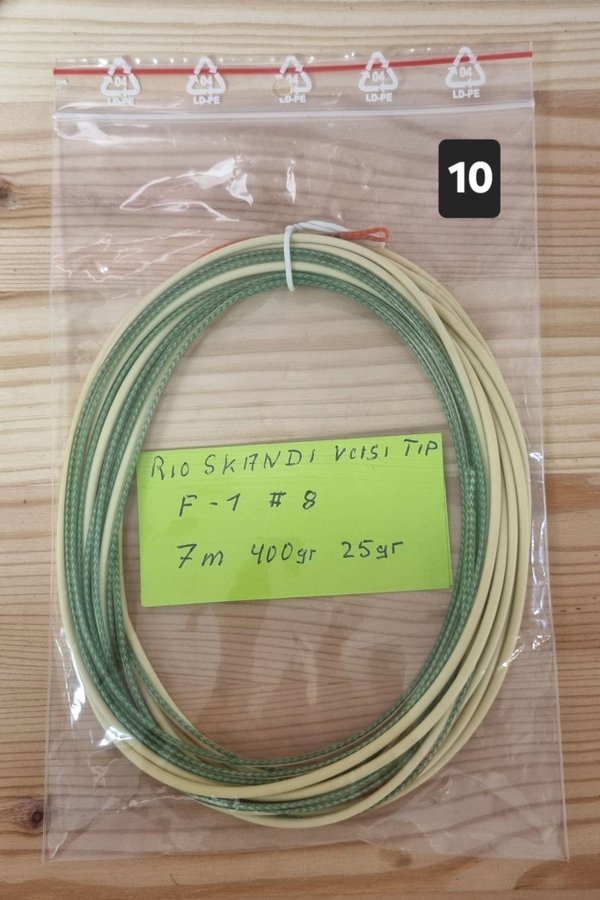 04 04 04 04 04
LD-PE LD-PE LD-PE LD-PE LD-PE
10
RIO SKANDI VERSI TIP
F-1 #8
7m 400gr 25gr